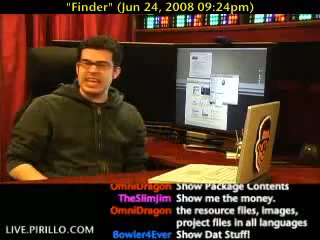 "Finder" (Jun 24, 2008 09:24pm)
OmniDragon Show Package Contents
TheSlimJim Show me the money.
OmniDragon the resource files, Images,
project files in all languages
LIVE.PIRILLO.COM Bowler4Ever Show Dat Stuff!